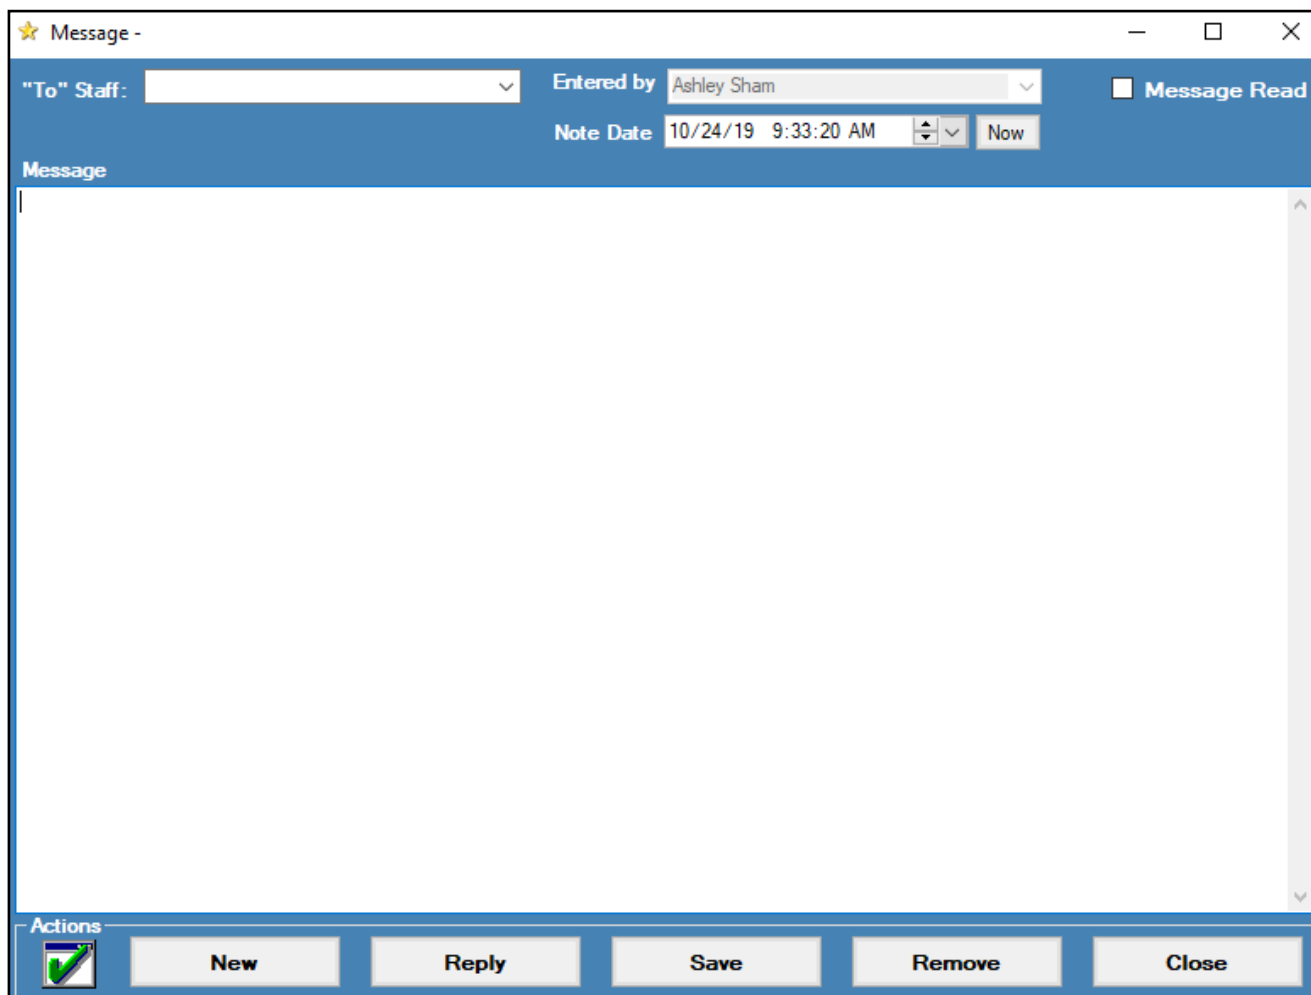 Message -
"To" Staff: Entered by Ashley Sham Message Read
Note Date 10/24/19 9:33:20 AM Now
Message
Actions
New Reply Save Remove Close